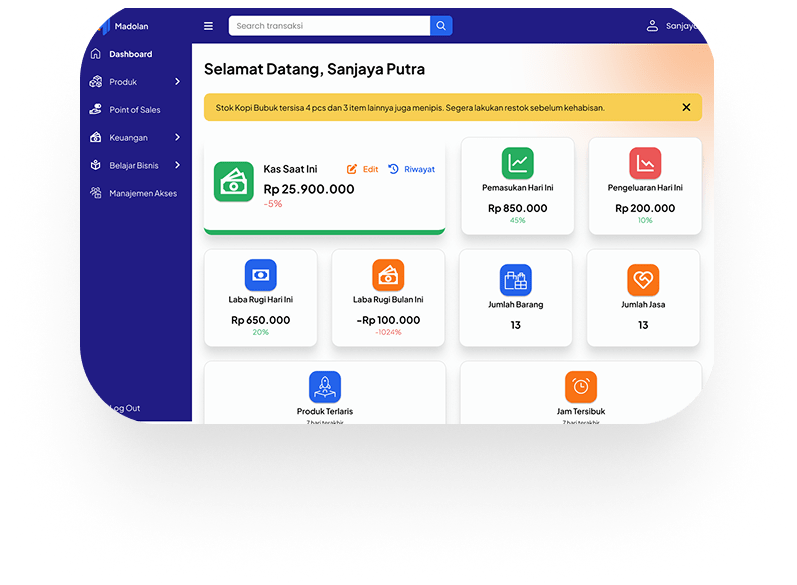 Madolan
Search transaksi
Sanjaya
Dashboard
Produk
Point of Sales
Keuangan
Belajar Bisnis
Manajemen Akses
Log Out
Selamat Datang, Sanjaya Putra
Stok Kopi Bubuk tersisa 4 pcs dan 3 item lainnya juga menipis. Segera lakukan restok sebelum kehabisan.
Kas Saat Ini
Edit
Riwayat
Rp 25.900.000
-5%
Pemasukan Hari Ini
Rp 850.000
45%
Pengeluaran Hari Ini
Rp 200.000
10%
Laba Rugi Hari Ini
Rp 650.000
20%
Laba Rugi Bulan Ini
-Rp 100.000
-1024%
Jumlah Barang
13
Jumlah Jasa
13
Produk Terlaris
7 hari terakhir
Jam Tersibuk
7 hari terakhir